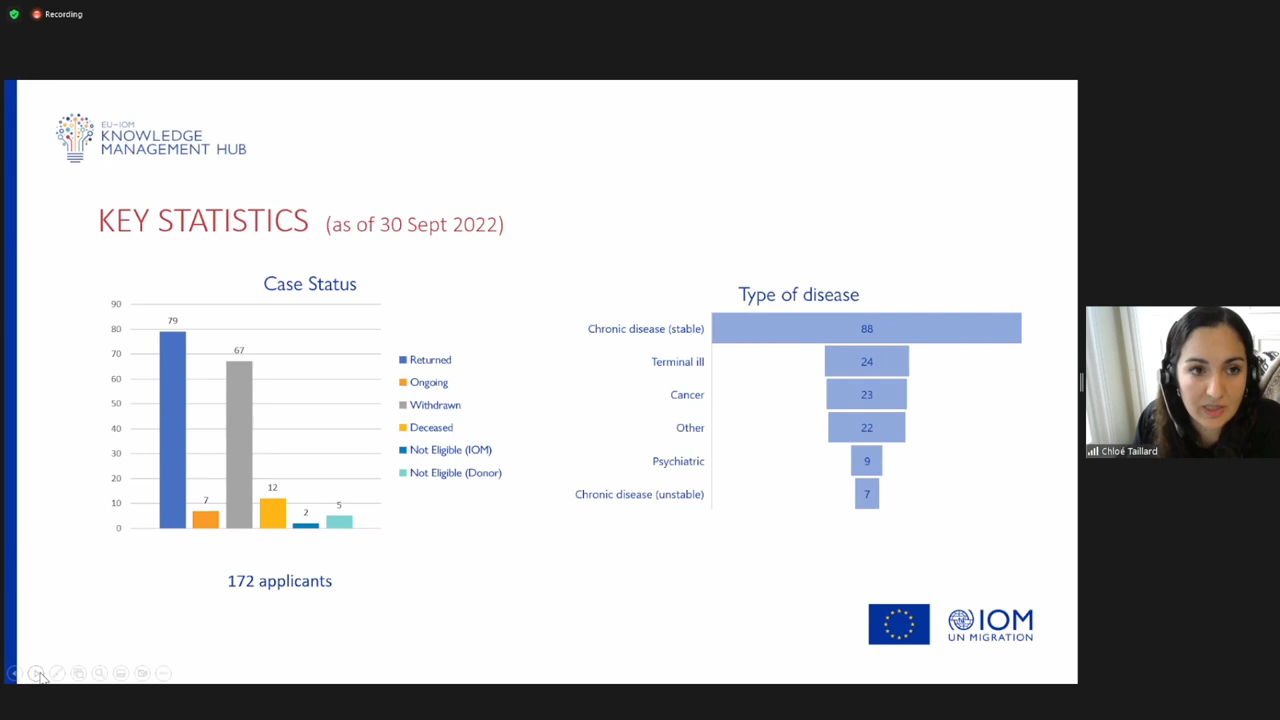 Recording
EU-IOM
KNOWLEDGE
MANAGEMENT HUB
KEY STATISTICS (as of 30 Sept 2022)
Case Status
90
80
70
60
50
40
30
20
10
0
79
7
67
12
2
5
Returned
Ongoing
Withdrawn
Deceased
Not Eligible (IOM)
Not Eligible (Donor)
172 applicants
Type of disease
Chronic disease (stable) 88
Terminal ill 24
Cancer 23
Other 22
Psychiatric 9
Chronic disease (unstable) 7
IOM
UN MIGRATION
Chloé Taillard